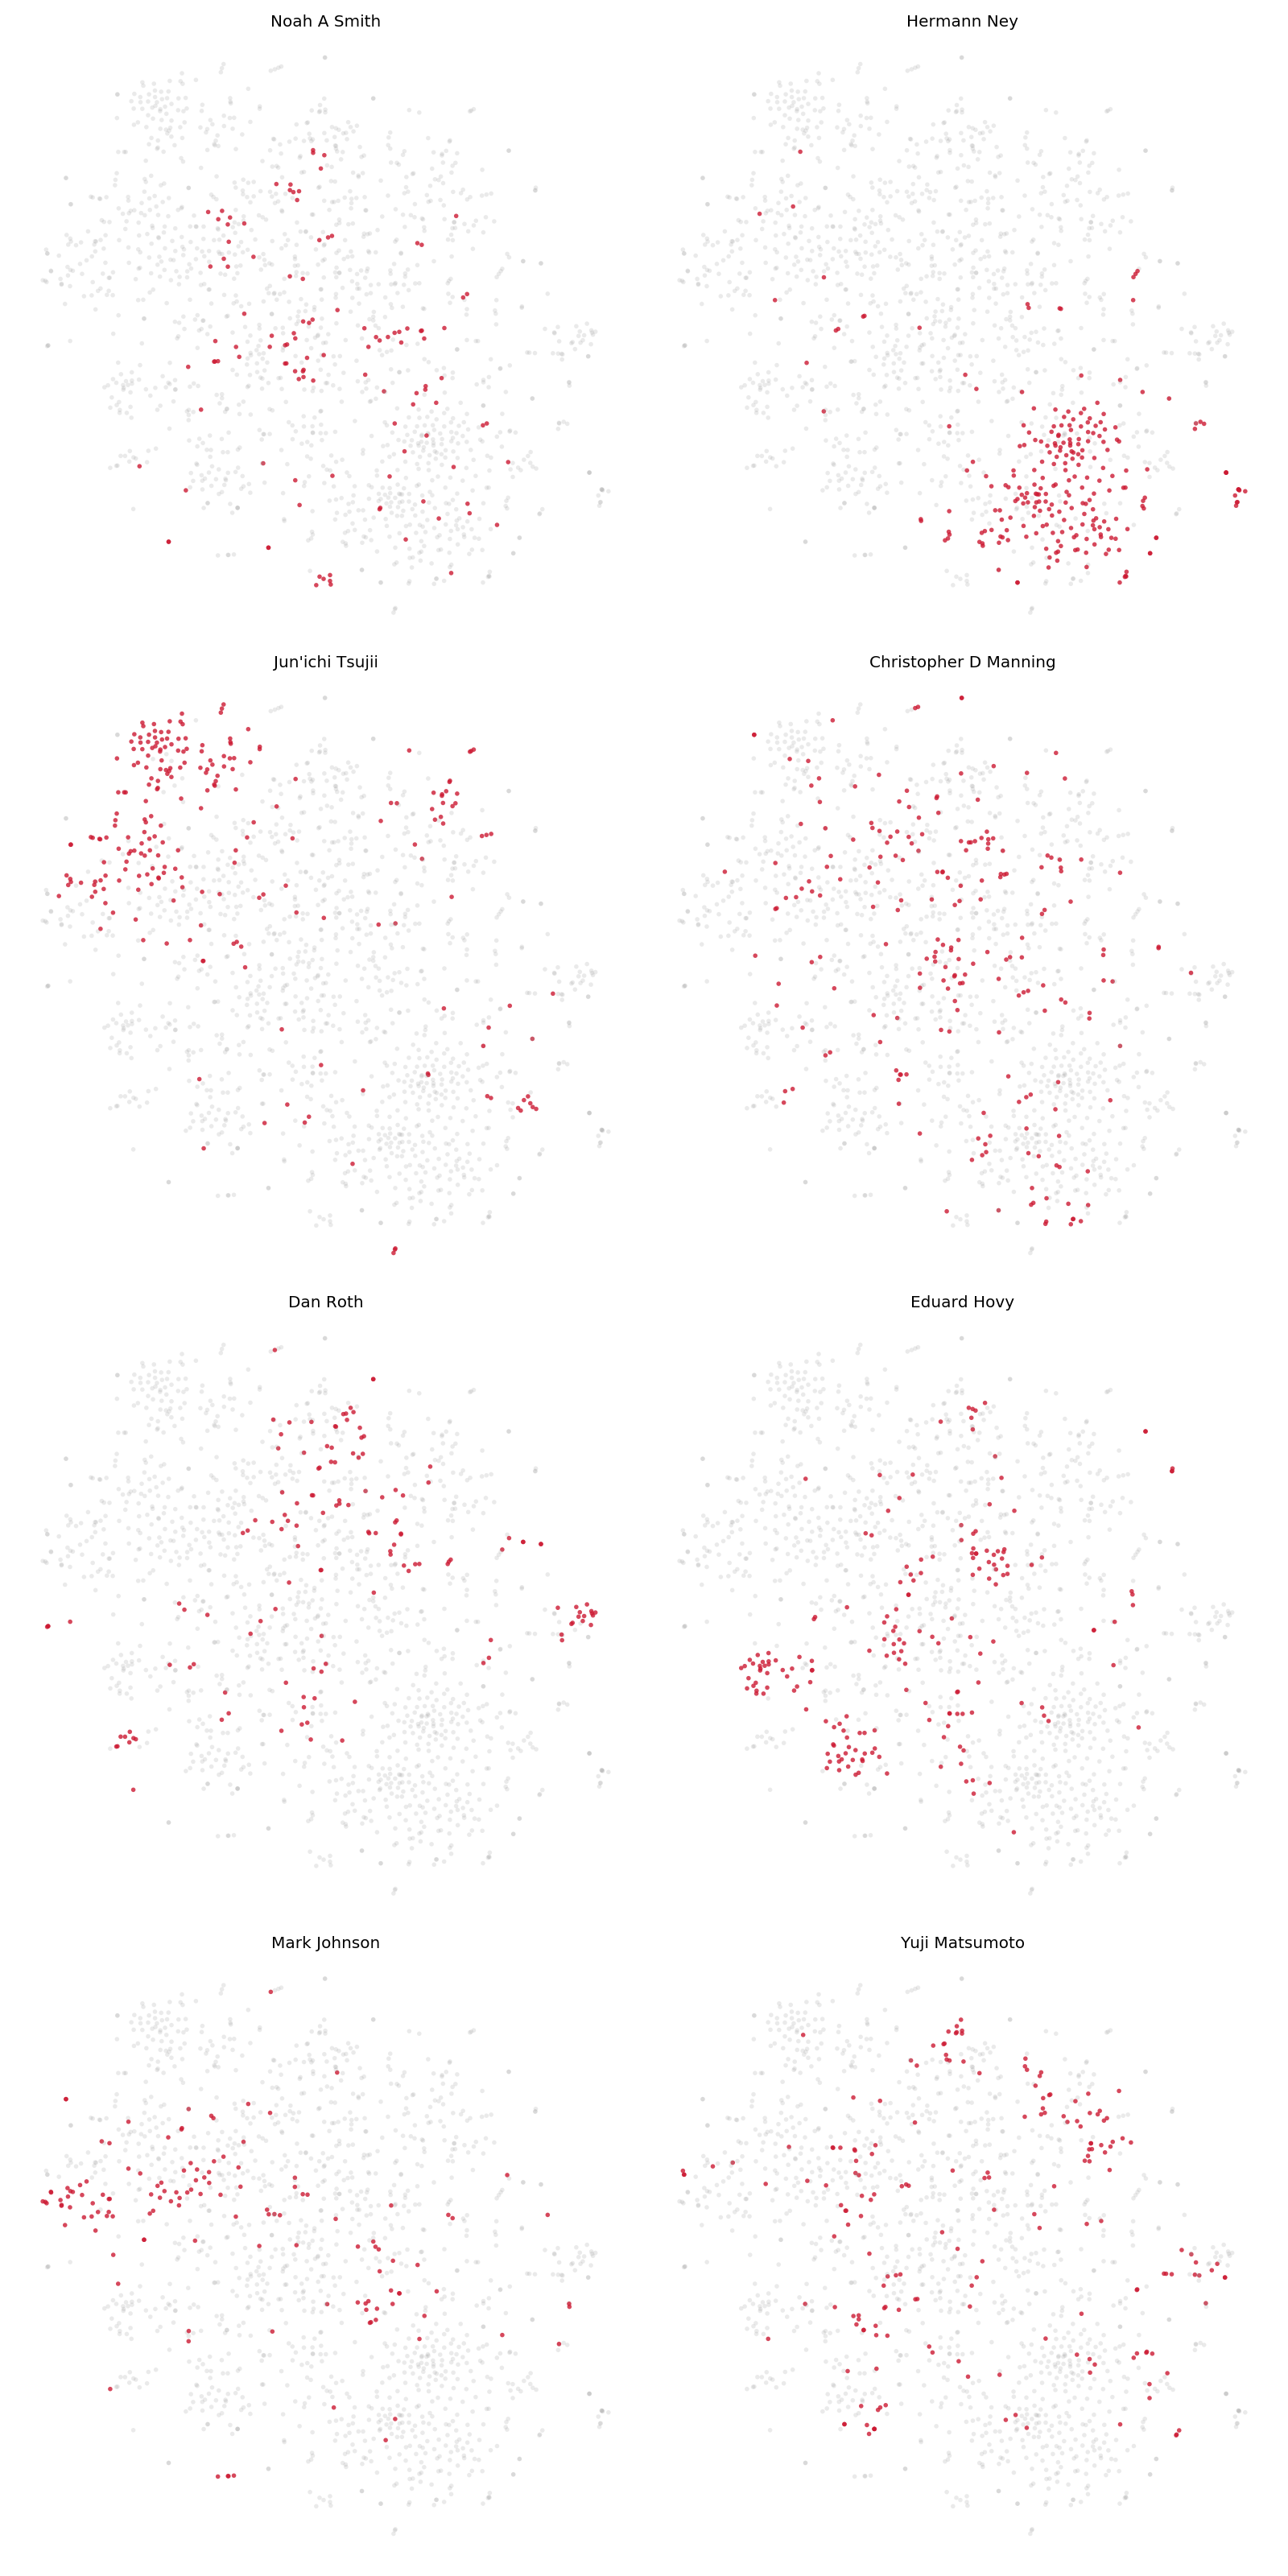 Noah A Smith
Hermann Ney
Jun'ichi Tsujii
Christopher D Manning
Dan Roth
Eduard Hovy
Mark Johnson
Yuji Matsumoto